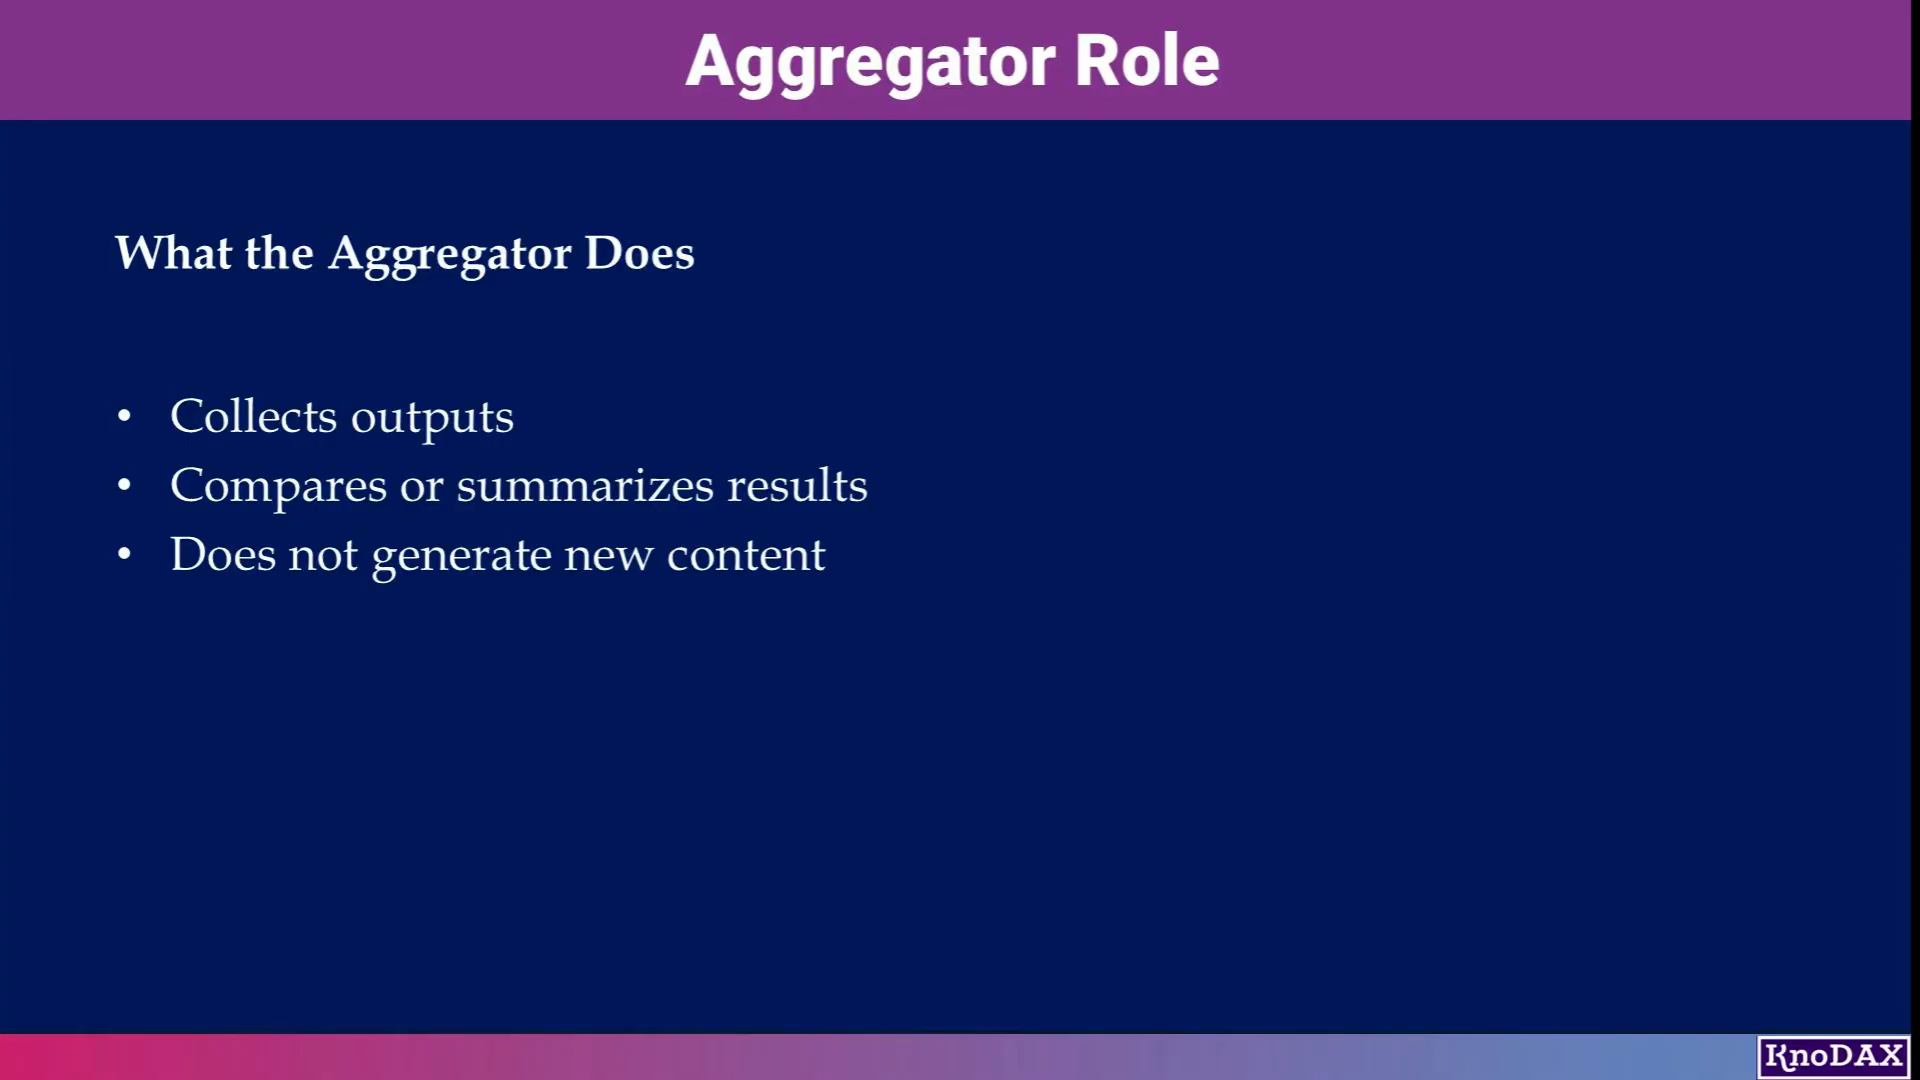 Aggregator Role
What the Aggregator Does
• Collects outputs
• Compares or summarizes results
• Does not generate new content
KnoDAX